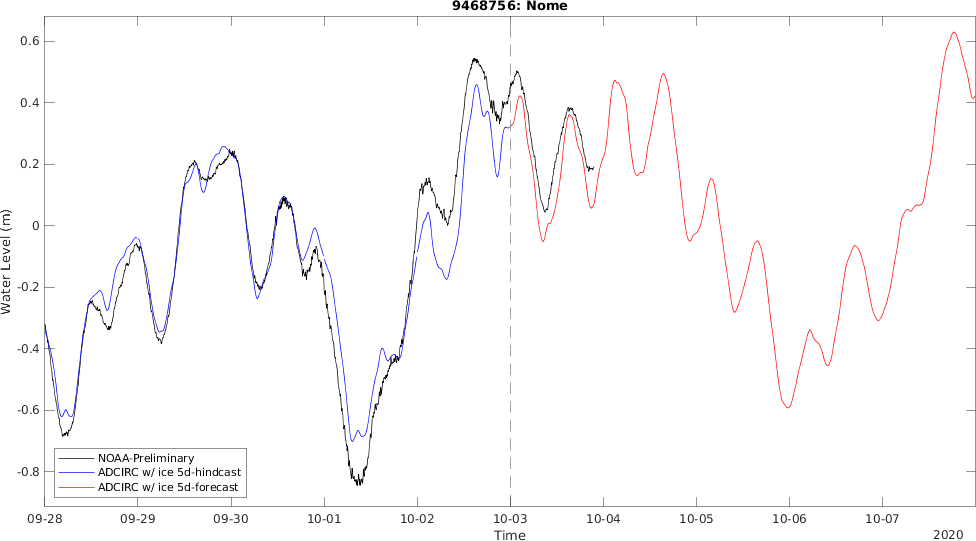 9468756: Nome
0.6
0.4
0.2
0
-0.2
-0.4
-0.6
-0.8
Water Level (m)
NOAA-Preliminary
ADCIRC w/ ice 5d-hindcast
ADCIRC w/ ice 5d-forecast
09-28 09-29 09-30 10-01 10-02 10-03 10-04 10-05 10-06 10-07
Time
2020